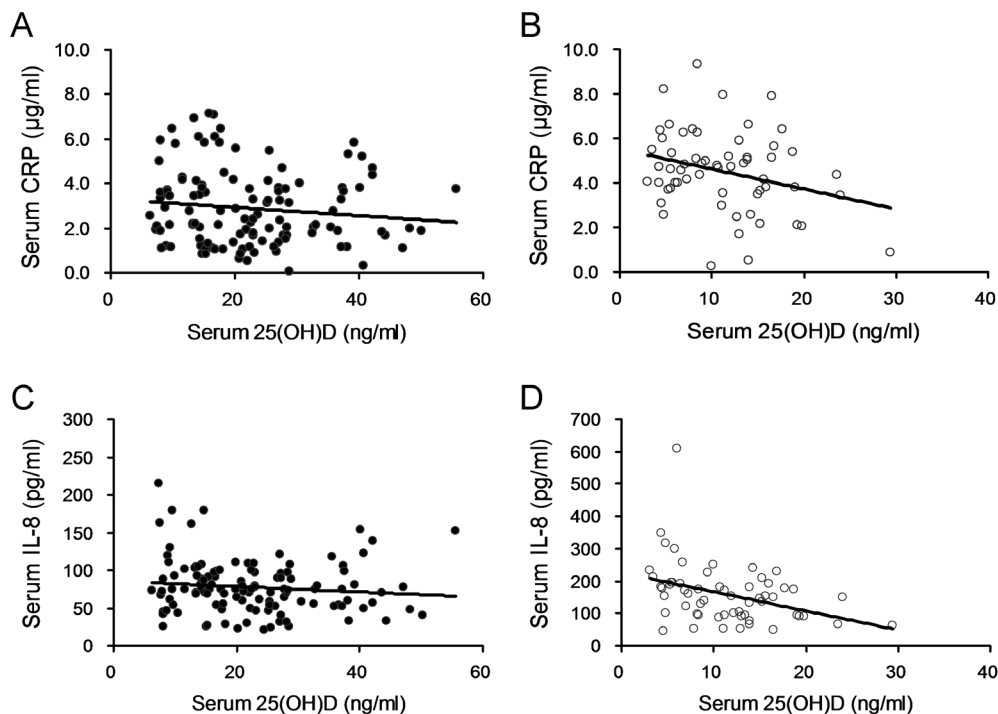 A
Serum CRP (μg/ml)
10.0
8.0
6.0
4.0
2.0
0.0
0 20 40 60
Serum 25(OH)D (ng/ml)
B
Serum CRP (μg/ml)
10.0
8.0
6.0
4.0
2.0
0.0
0 10 20 30 40
Serum 25(OH)D (ng/ml)
C
Serum IL-8 (pg/ml)
300
250
200
150
100
50
0
0 20 40 60
Serum 25(OH)D (ng/ml)
D
Serum IL-8 (pg/ml)
700
600
500
400
300
200
100
0
0 10 20 30 40
Serum 25(OH)D (ng/ml)